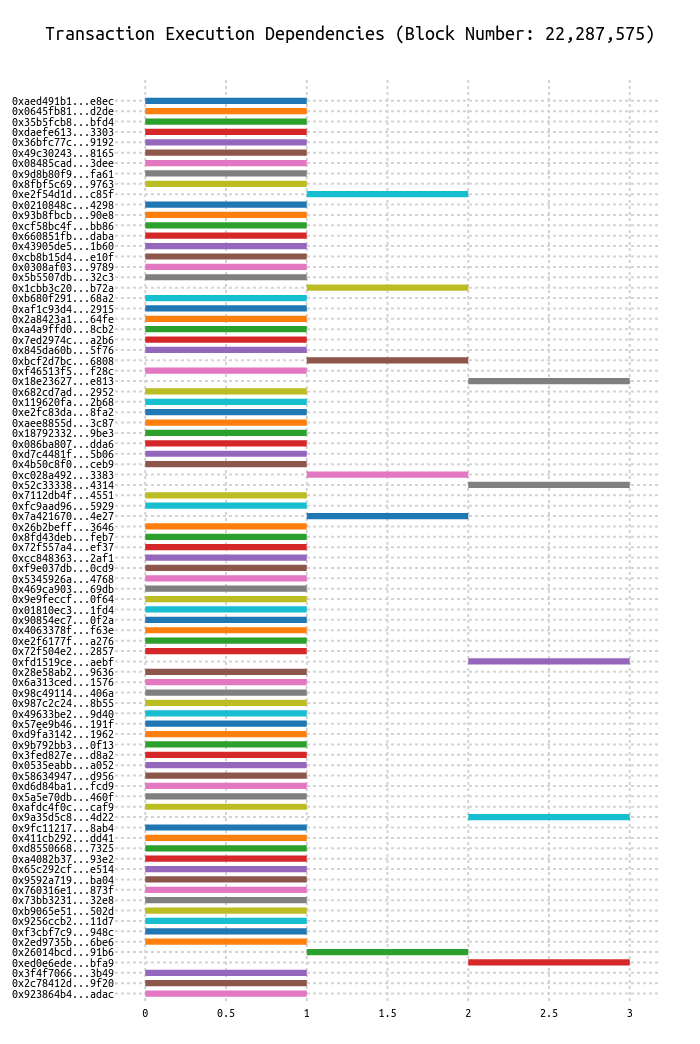 Transaction Execution Dependencies (Block Number: 22,287,575)
0xaed491b1...e8ec
0x0645fb81...d2de
0x35b5fcb8...bfd4
0xdaefe613...3303
0x36bfc77c...9192
0x49c30243...8165
0x08485cad...3dee
0x9d8b80f9...fa61
0x8fbf5c69...9763
0xe2f54d1d...c85f
0x0210848c...4298
0x93b8fbcb...90e8
0xcf58bc4f...bb86
0x660851fb...daba
0x43905de5...1b60
0xcb8b15d4...e10f
0x0308af03...9789
0x5b5507db...32c3
0x1cbb3c20...b72a
0xb680f291...68a2
0xaf1c93d4...2915
0x2a8423a1...64fe
0xa4a9ffd0...8cb2
0x7ed2974c...a2b6
0x845da60b...5f76
0xbcf2d7bc...6808
0xf46513f5...f28c
0x18e23627...e813
0x682cd7ad...2952
0x119620fa...2b68
0xe2fc83da...8fa2
0xaee8855d...3c87
0x18792332...9be3
0x086ba807...dda6
0xd7c4481f...5b06
0x4b50c8f0...ceb9
0xc028a492...3383
0x52c33338...4314
0x7112db4f...4551
0xfc9aad96...5929
0x7a421670...4e27
0x26b2beff...3646
0x8fd43deb...feb7
0x72f557a4...ef37
0xcc848363...2af1
0xf9e037db...0cd9
0x5345926a...4768
0x469ca903...69db
0x9e9feccf...0f64
0x01810ec3...1fd4
0x90854ec7...0f2a
0x4063378f...f63e
0xe2f6177f...a276
0x72f504e2...2857
0xfd1519ce...aebf
0x28e58ab2...9636
0x6a313ced...1576
0x98c49114...406a
0x987c2c24...8b55
0x49633be2...9d40
0x57ee9b46...191f
0xd9fa3142...1962
0x9b792bb3...0f13
0x3fed827e...d8a2
0x0535eabb...a052
0x58634947...d956
0xd6d84ba1...fcd9
0x5a5e70db...460f
0xafdc4f0c...caf9
0x9a35d5c8...4d22
0x9fc11217...8ab4
0x411cb292...dd41
0xd8550668...7325
0xa4082b37...93e2
0x65c292cf...e514
0x9592a719...ba04
0x760316e1...873f
0x73bb3231...32e8
0xb9065e51...502d
0x9256ccb2...11d7
0xf3cbf7c9...948c
0x2ed9735b...6be6
0x26014bcd...91b6
0xed0e6ede...bfa9
0x3f4f7066...3b49
0x2c78412d...9f20
0x923864b4...adac
0 0.5 1 1.5 2 2.5 3